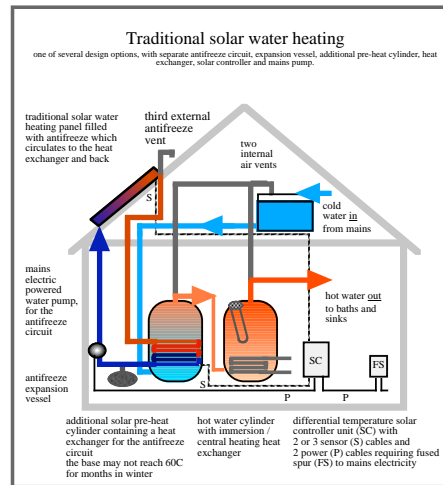 Traditional solar water heating
one of several design options, with separate antifreeze circuit, expansion vessel, additional pre-heat cylinder, heat
exchanger, solar controller and mains pump.
traditional solar water
heating panel filled
with antifreeze which
circulates to the heat
exchanger and back
third external
antifreeze
vent
two
internal
air vents
S
cold
water in
from mains
mains
electric
powered
water pump,
for the
antifreeze
circuit
hot water out
to baths and
sinks
SC
FS
antifreeze
expansion
vessel
S
P
P
additional solar pre-heat
cylinder containing a heat
exchanger for the antifreeze
circuit
the base may not reach 60C
for months in winter
hot water cylinder
with immersion /
central heating heat
exchanger
differential temperature solar
controller unit (SC) with
2 or 3 sensor (S) cables and
2 power (P) cables requiring fused
spur (FS) to mains electricity